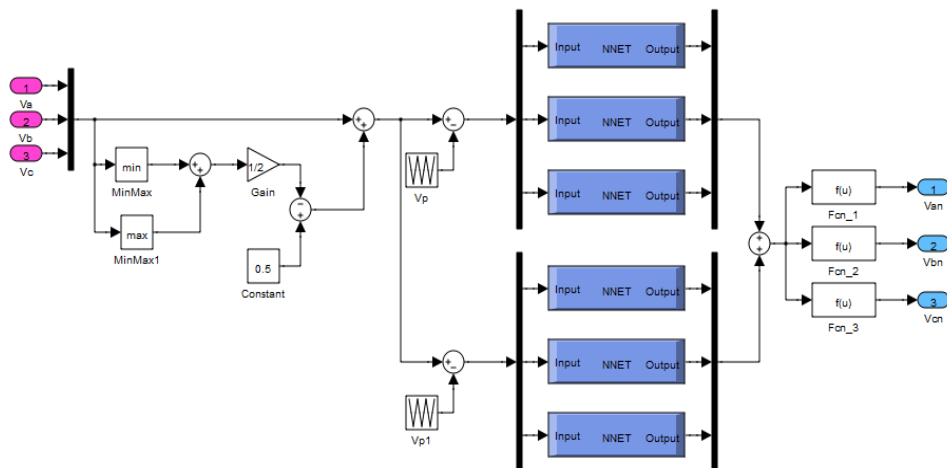 1
Va
2
Vb
3
Vc
min
MinMax
max
MinMax1
1/2
Gain
0.5
Constant
Vp
Vp1
Input NNET Output
Input NNET Output
Input NNET Output
Input NNET Output
Input NNET Output
Input NNET Output
f(u)
Fcn_1
f(u)
Fcn_2
f(u)
Fcn_3
1
Van
2
Vbn
3
Vcn